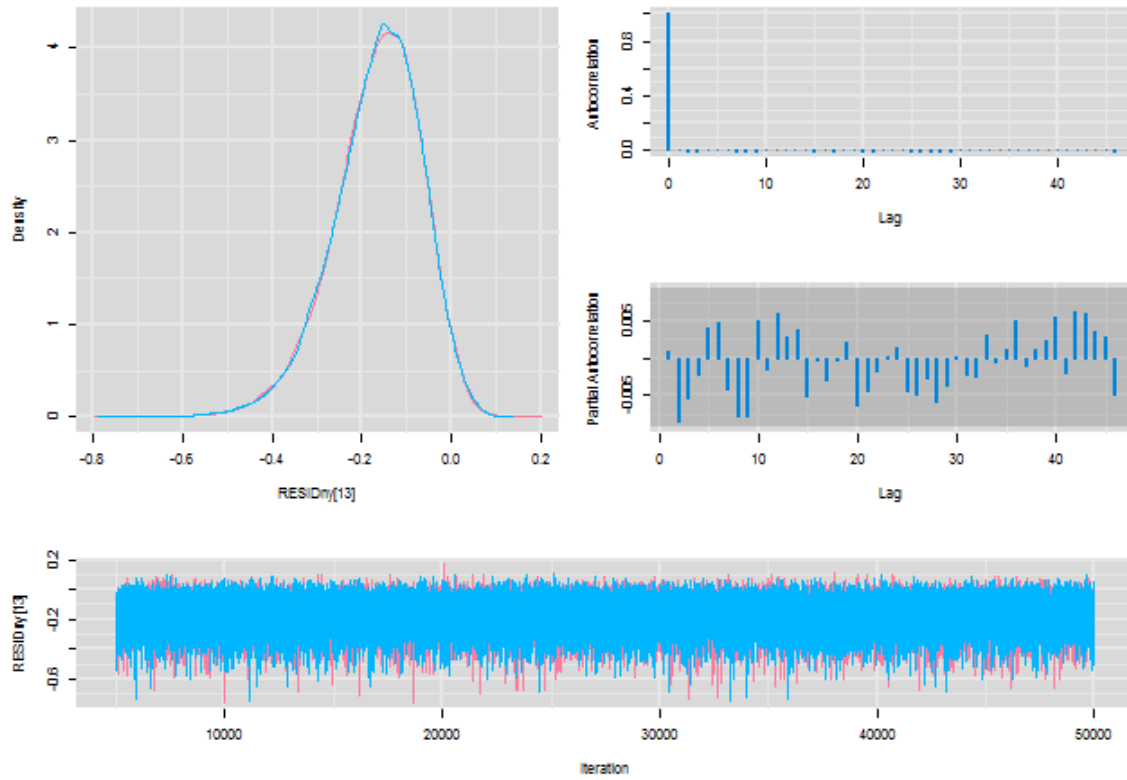 Density
4
3
2
1
0
-0.8 -0.6 -0.4 -0.2 0.0 0.2
RESIDny[13]
Autocorrelation
0.8
0.4
0.0
0 10 20 30 40
Lag
Partial Autocorrelation
0.005
-0.005
0 10 20 30 40
Lag
RESIDny[13]
0.2
-0.2
-0.6
10000 20000 30000 40000 50000
Iteration